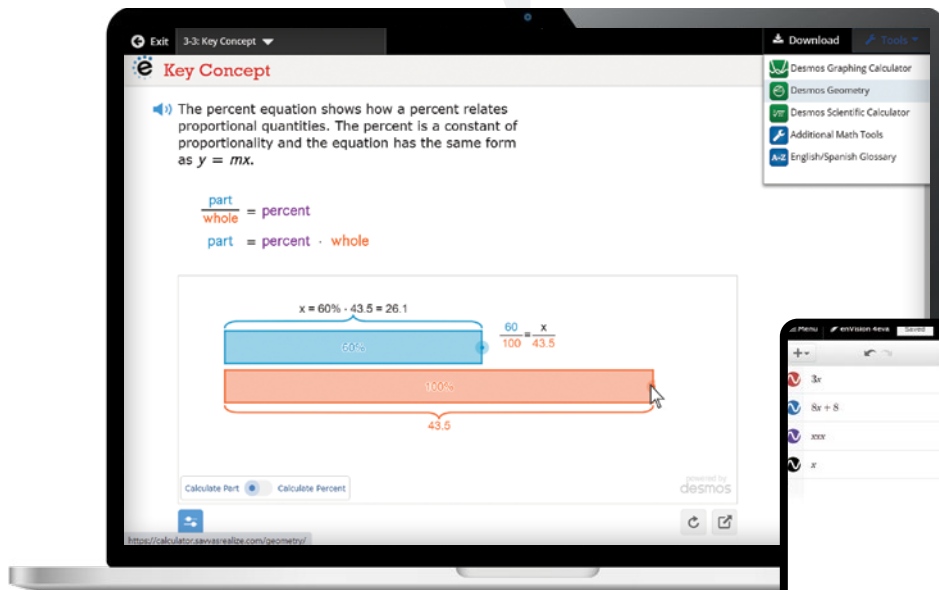 Exit 3-3: Key Concept
Download Tools
Key Concept
Desmos Graphing Calculator
Desmos Geometry
Desmos Scientific Calculator
Additional Math Tools
A-Z English/Spanish Glossary
The percent equation shows how a percent relates
proportional quantities. The percent is a constant of
proportionality and the equation has the same form
as y = mx.
part
whole
= percent
part = percent · whole
x = 60% · 43.5 = 26.1
60%
60
100
=
x
43.5
100%
43.5
Calculate Part Calculate Percent
powered by
desmos
https://calculator.savvasrealize.com/geometry/
Menu enVision 4eva Saved
3x
8x + 8
xxx
x